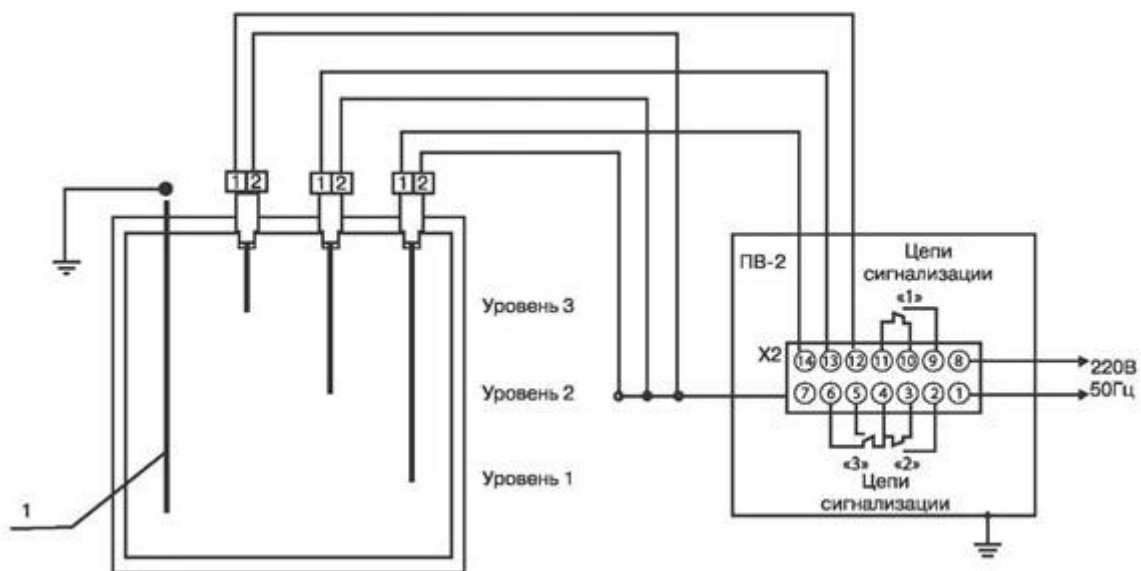 1 2 1 2 1 2
ПВ-2
Цепи
сигнализации
«1»
Уровень 3
X2
14 13 12 11 10 9 8
220В
Уровень 2
7 6 5 4 3 2 1
50Гц
«3» «2»
Уровень 1
Цепи
сигнализации
1